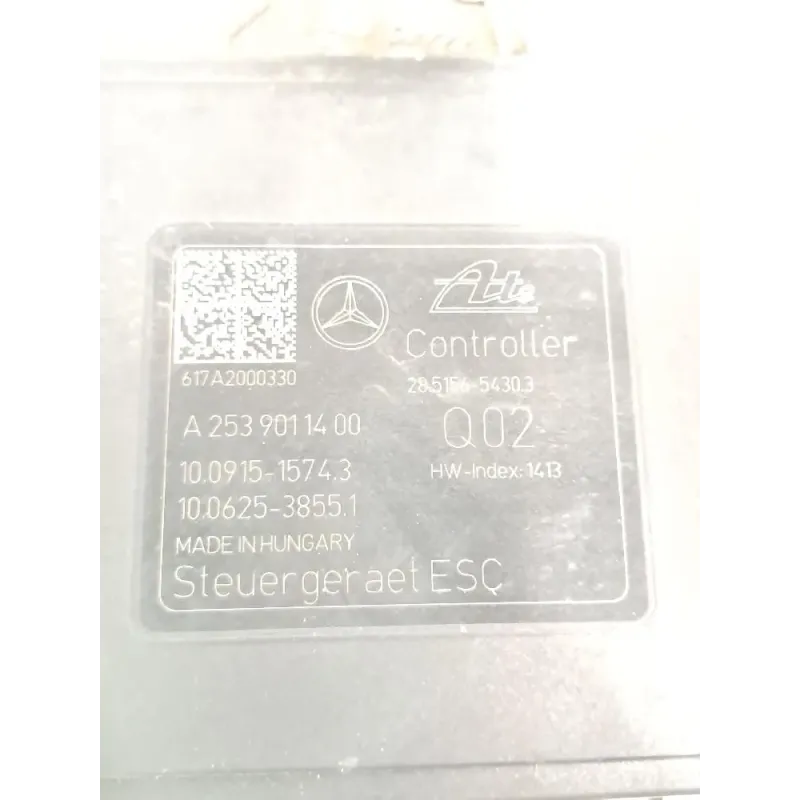 Ate
Controller
617A2000330
28.5156-5430.3
A 253 901 14 00
Q02
10.0915-1574.3
HW-Index: 1413
10.0625-3855.1
MADE IN HUNGARY
Steuergeraet ESC